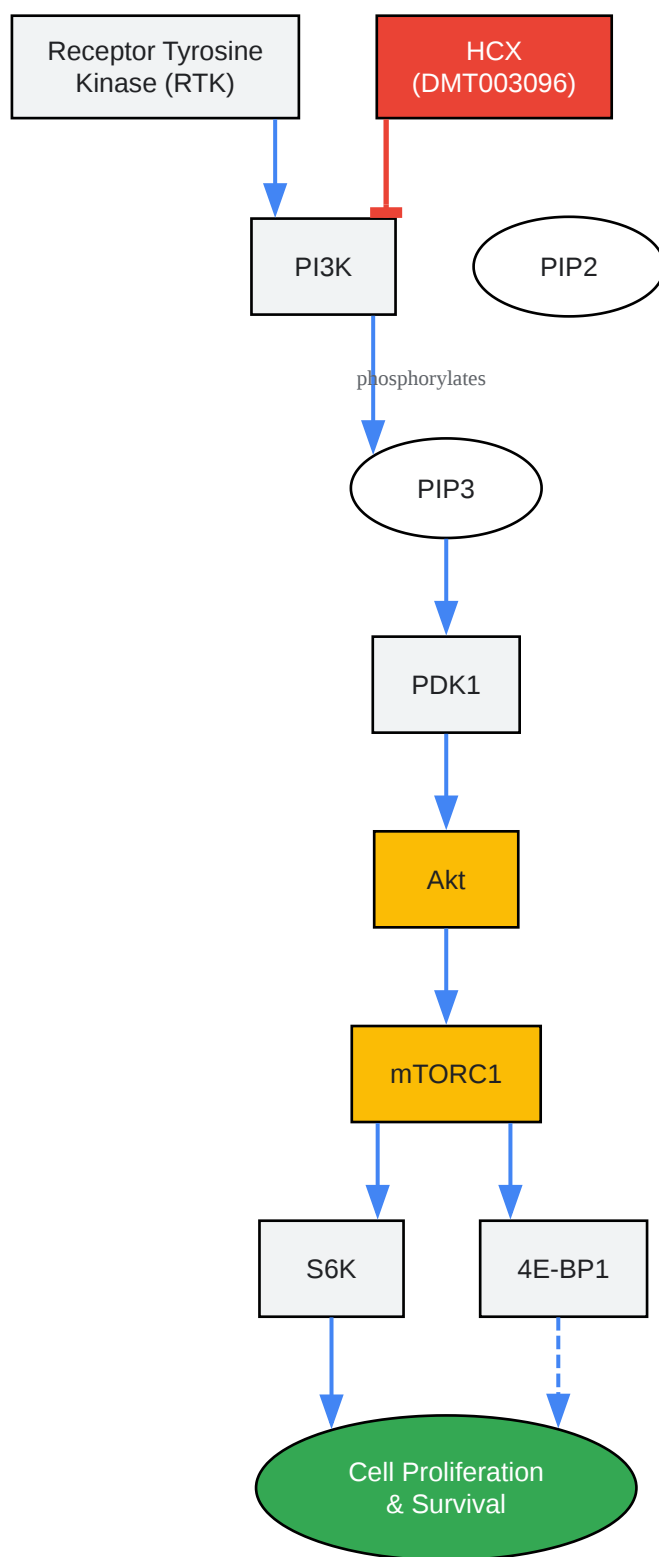 Receptor Tyrosine
Kinase (RTK)
HCX
(DMT003096)
PI3K
PIP2
phosphorylates
PIP3
PDK1
Akt
mTORC1
S6K
4E-BP1
Cell Proliferation
& Survival